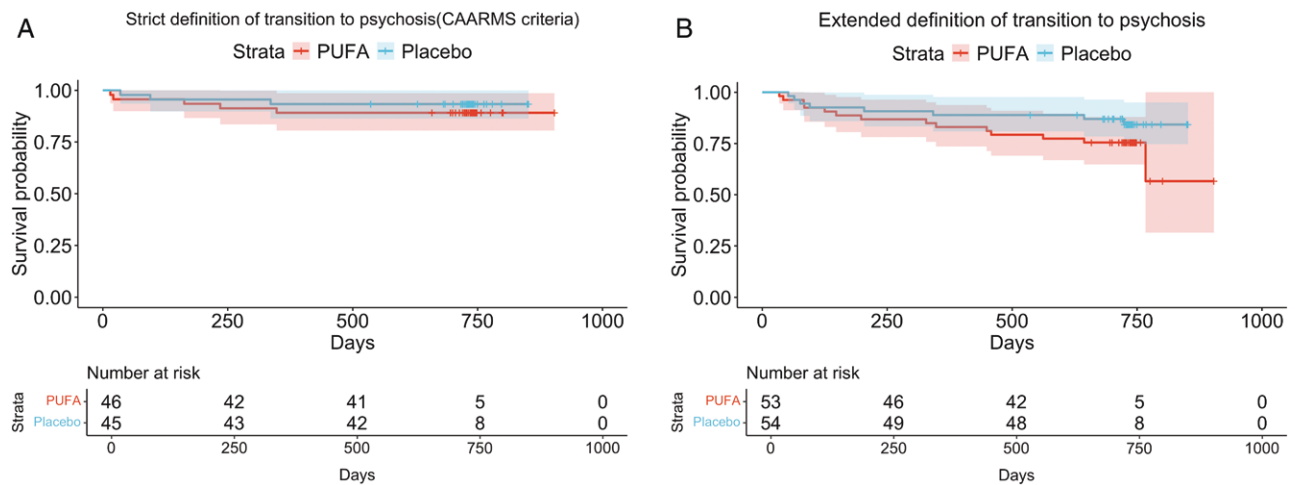 A
Strict definition of transition to psychosis(CAARMS criteria)
Strata PUFA Placebo
Survival probability
1.00
0.75
0.50
0.25
0.00
0 250 500 750 1000
Days
Number at risk
Strata
PUFA 46 42 41 5 0
Placebo 45 43 42 8 0
0 250 500 750 1000
Days
B
Extended definition of transition to psychosis
Strata PUFA Placebo
Survival probability
1.00
0.75
0.50
0.25
0.00
0 250 500 750 1000
Days
Number at risk
Strata
PUFA 53 46 42 5 0
Placebo 54 49 48 8 0
0 250 500 750 1000
Days